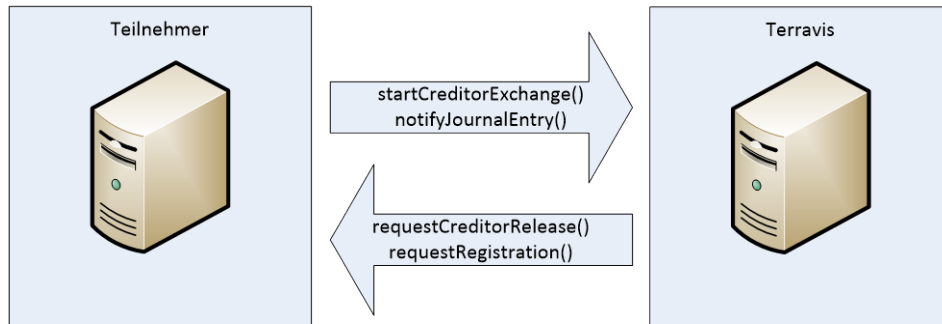 Teilnehmer
Terravis
startCreditorExchange()
notifyJournalEntry()
requestCreditorRelease()
requestRegistration()